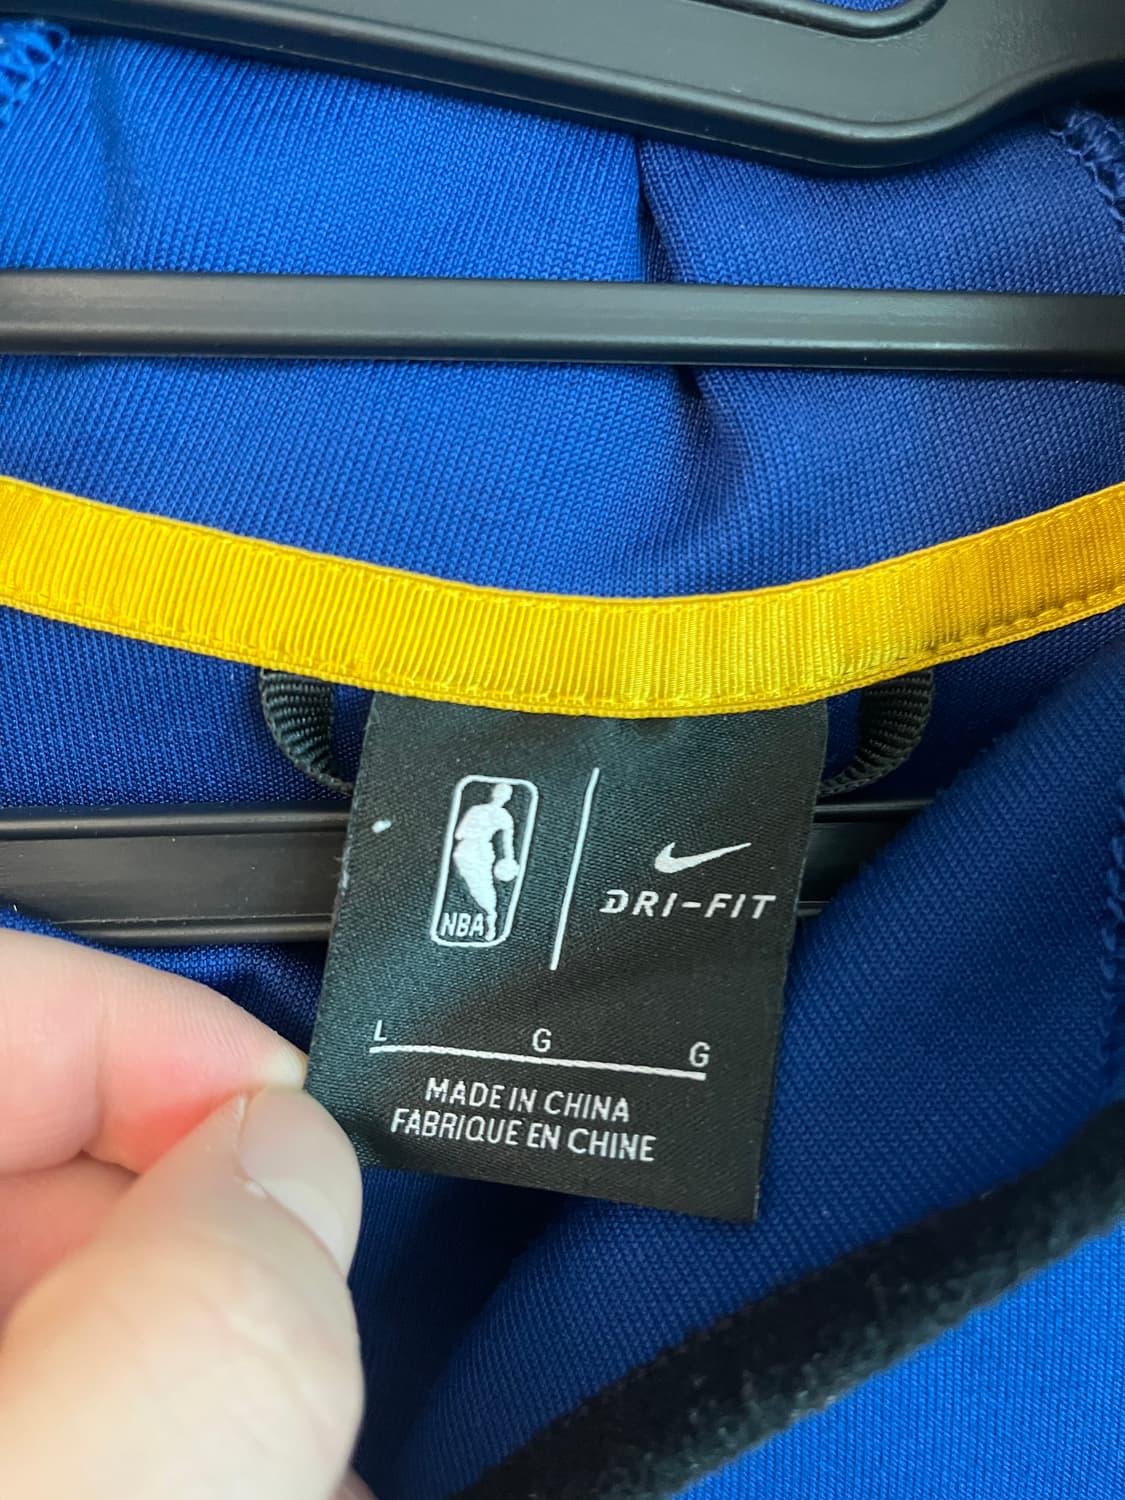 NBA
DRI-FIT
L G G
MADE IN CHINA
FABRIQUE EN CHINE